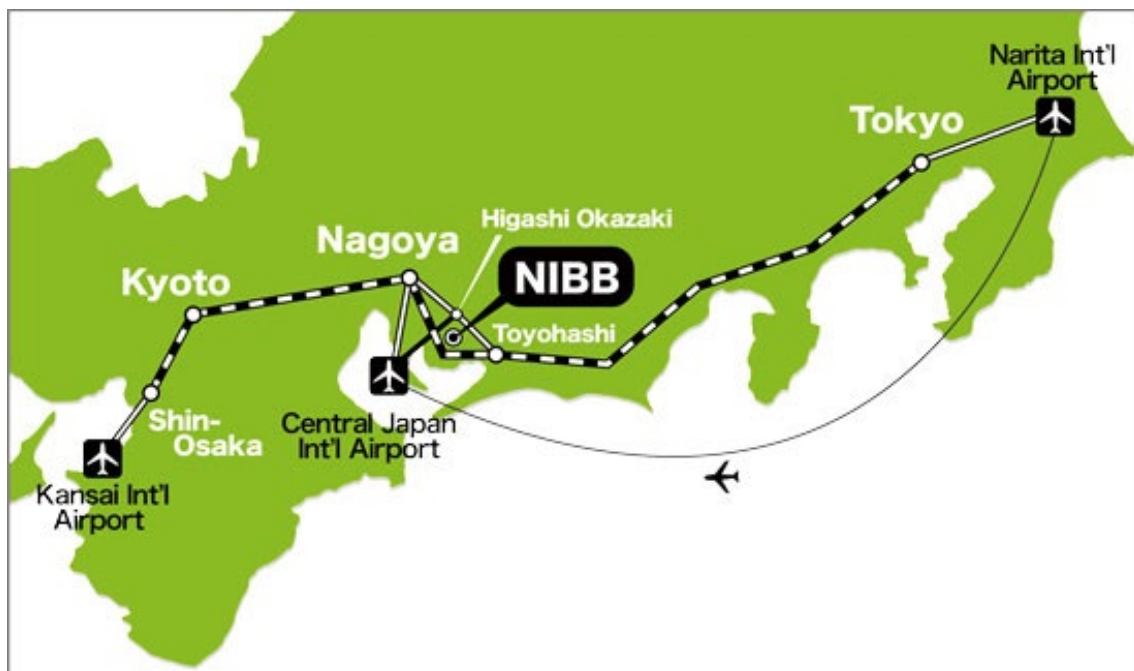 Narita Int'l
Airport
Tokyo
Higashi Okazaki
Nagoya
NIBB
Kyoto
Toyohashi
Shin-
Osaka
Central Japan
Int'l Airport
Kansai Int'l
Airport